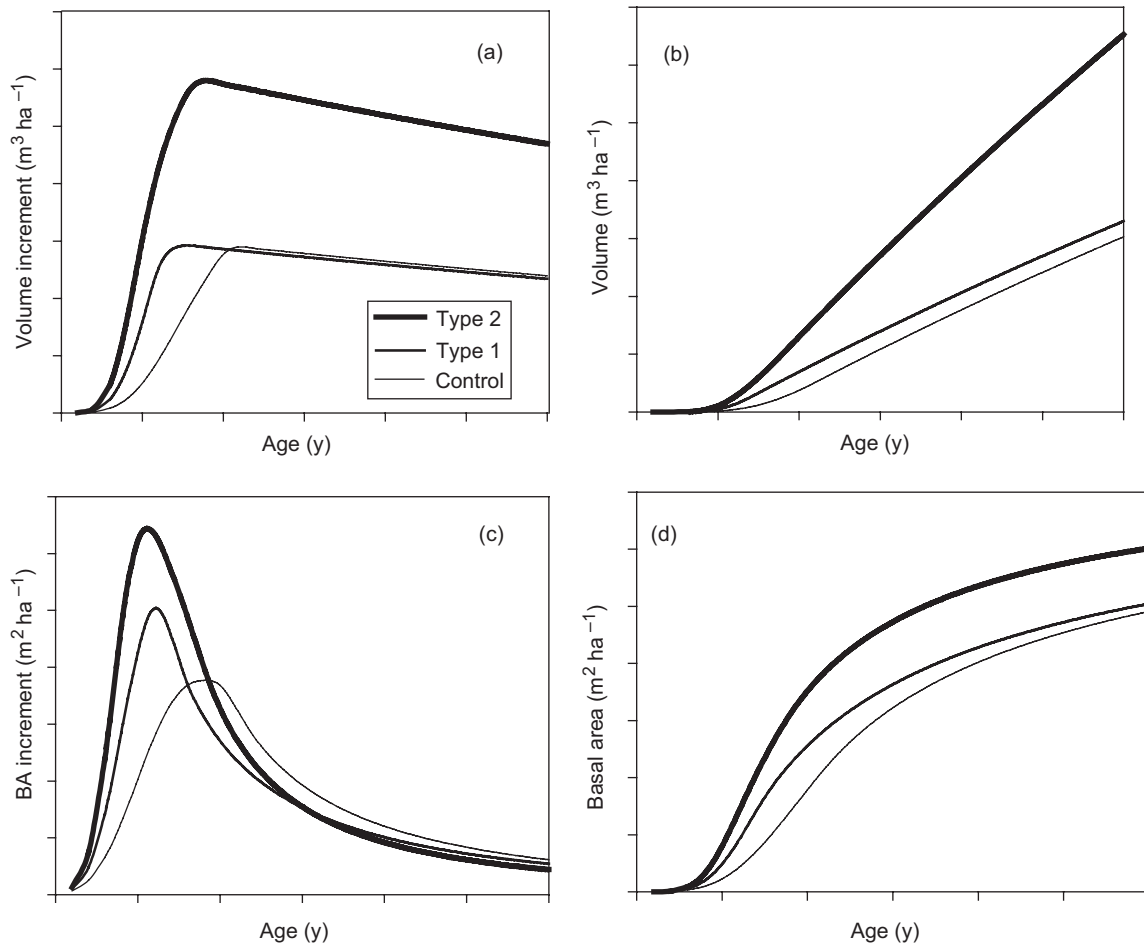 (a)
Volume increment (m³ ha⁻¹)
Type 2
Type 1
Control
Age (y)
(b)
Volume (m³ ha⁻¹)
Age (y)
(c)
BA increment (m² ha⁻¹)
Age (y)
(d)
Basal area (m² ha⁻¹)
Age (y)